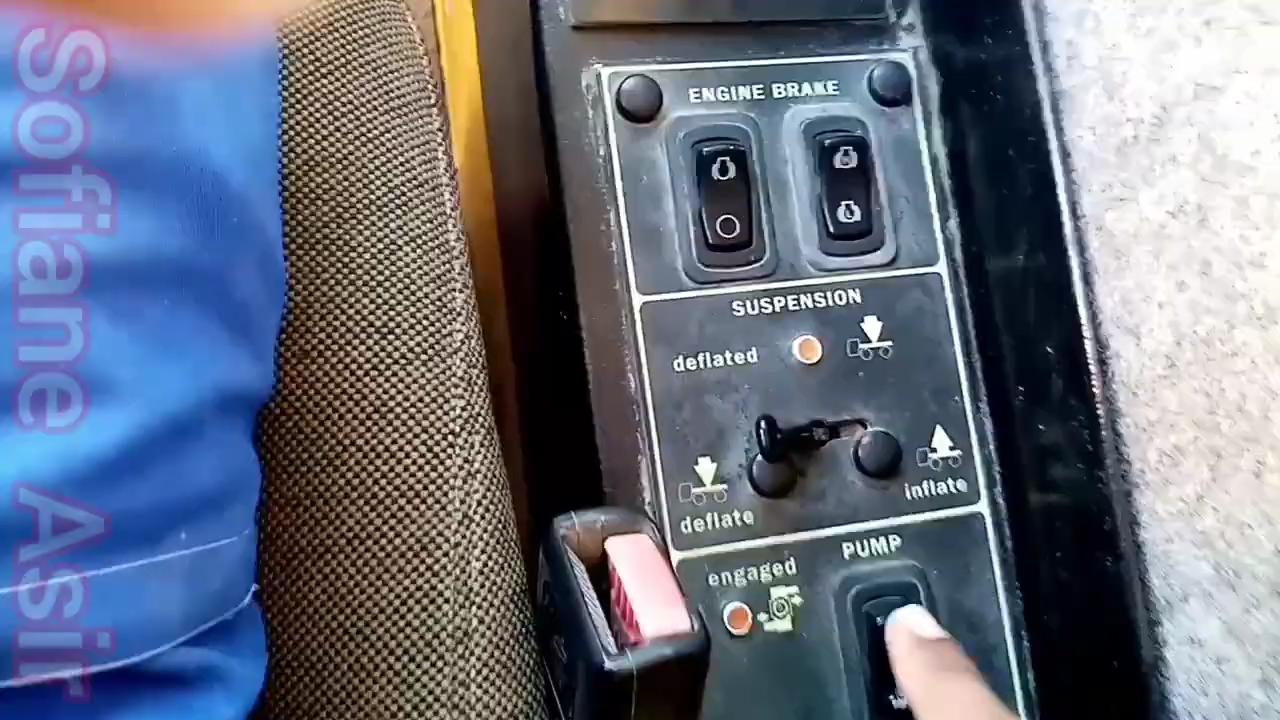 Sofiane Asir
ENGINE BRAKE
SUSPENSION
deflated
deflate
inflate
PUMP
engaged